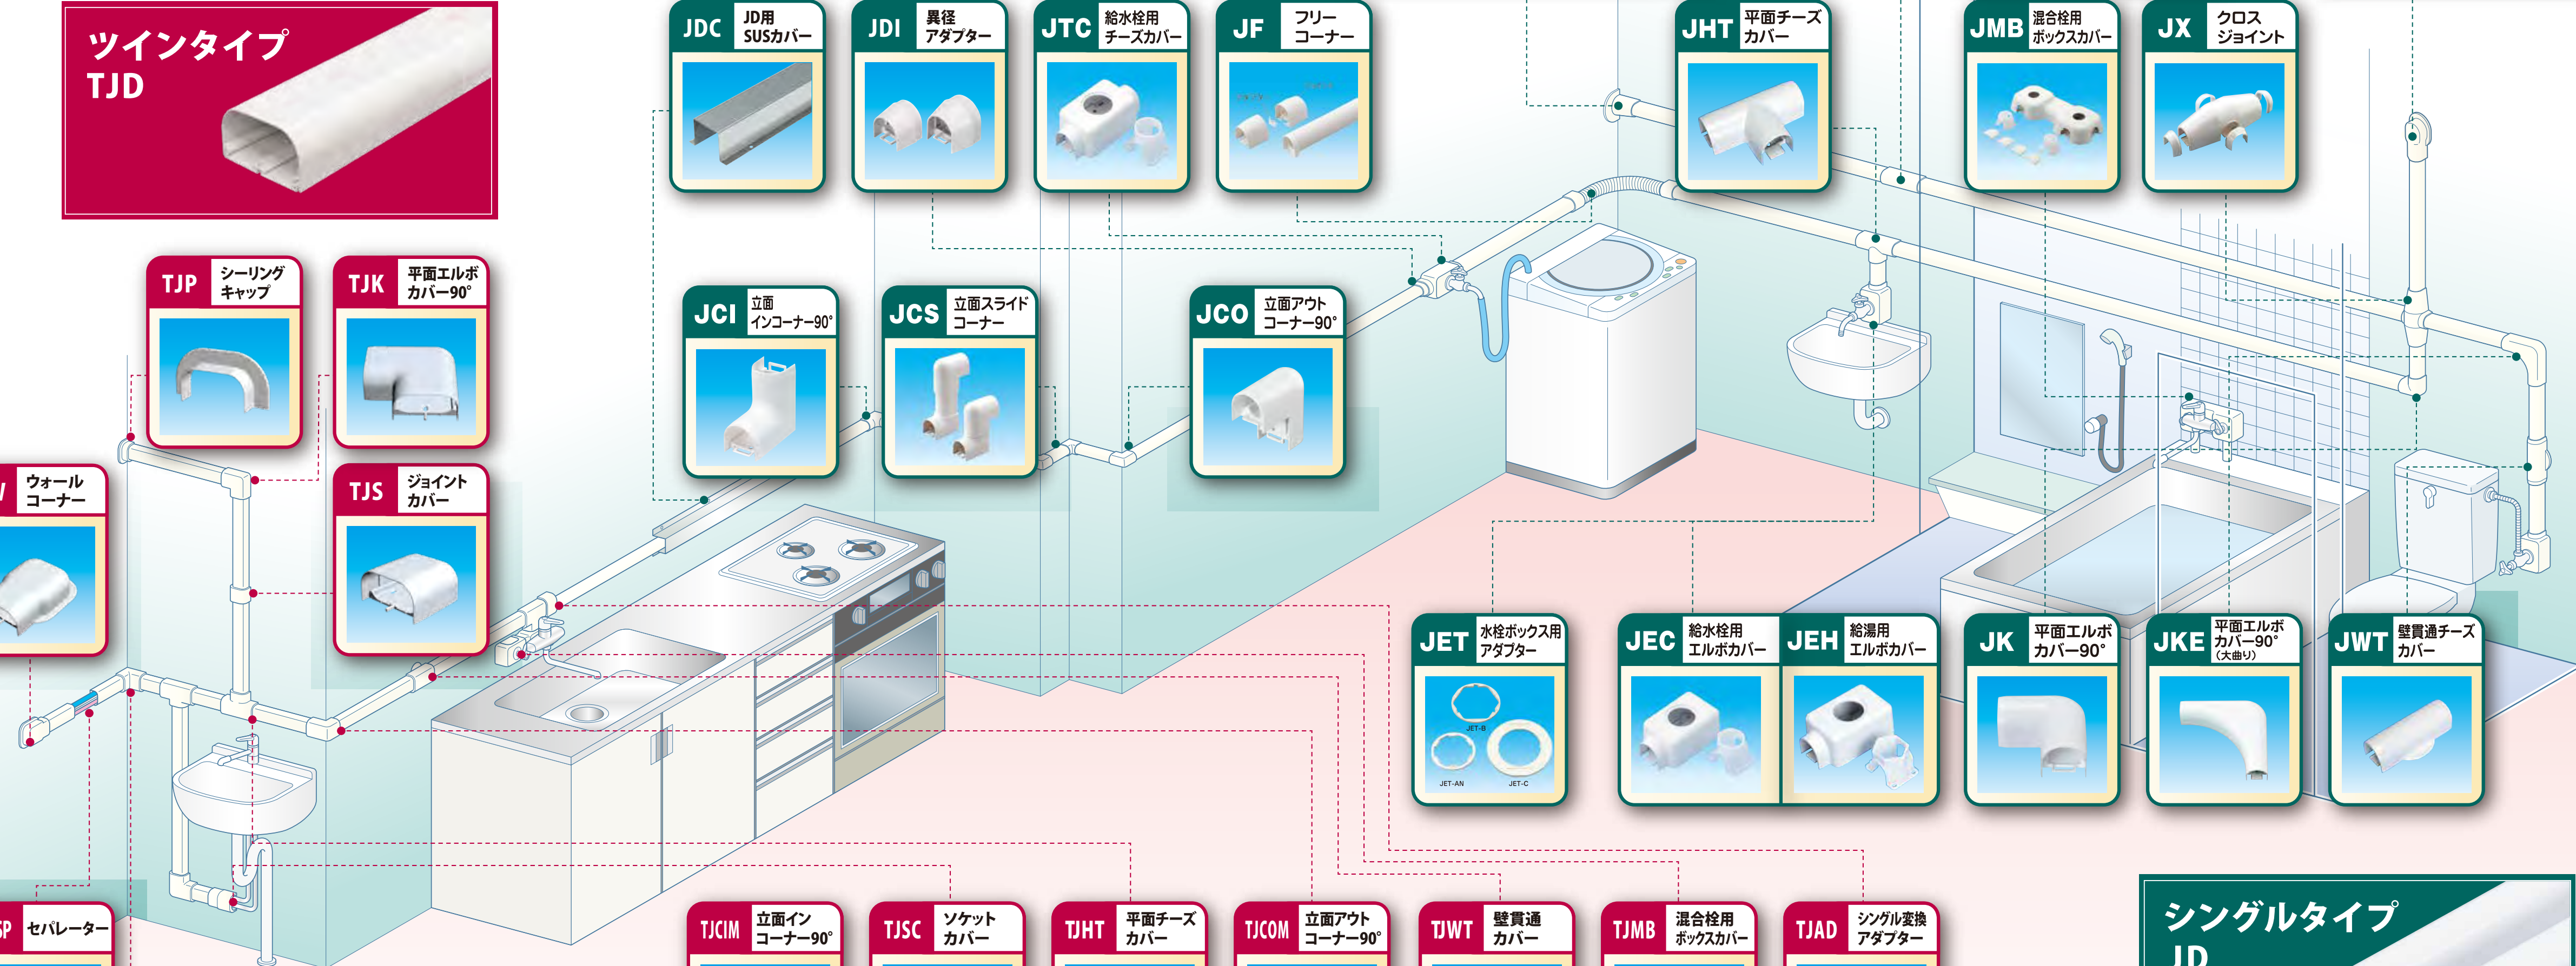 ツインタイプ
TJD
JDC
JD用
SUSカバー
JDI
異径
アダプター
JTC
給水栓用
チーズカバー
JF
フリー
コーナー
JHT
平面チーズ
カバー
JMB
混合栓用
ボックスカバー
JX
クロス
ジョイント
TJP
シーリング
キャップ
TJK
平面エルボ
カバー90°
JCI
立面
インコーナー90°
JCS
立面スライド
コーナー
JCO
立面アウト
コーナー90°
ウォール
コーナー
TJS
ジョイント
カバー
JET
水栓ボックス用
アダプター
JET-B
JET-AN
JET-C
JEC
給水栓用
エルボカバー
JEH
給湯用
エルボカバー
JK
平面エルボ
カバー90°
JKE
平面エルボ
カバー90°
(大曲り)
JWT
壁貫通チーズ
カバー
SP
セパレーター
TJCIM
立面イン
コーナー90°
TJSC
ソケット
カバー
TJHT
平面チーズ
カバー
TJCOM
立面アウト
コーナー90°
TJWT
壁貫通
カバー
TJMB
混合栓用
ボックスカバー
TJAD
シングル変換
アダプター
シングルタイプ
JD